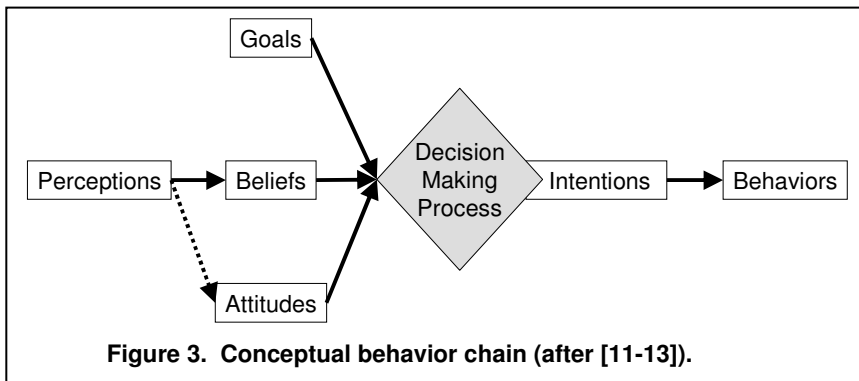 Goals
Perceptions
Beliefs
Decision
Making
Process
Intentions
Behaviors
Attitudes
Figure 3. Conceptual behavior chain (after [11-13]).